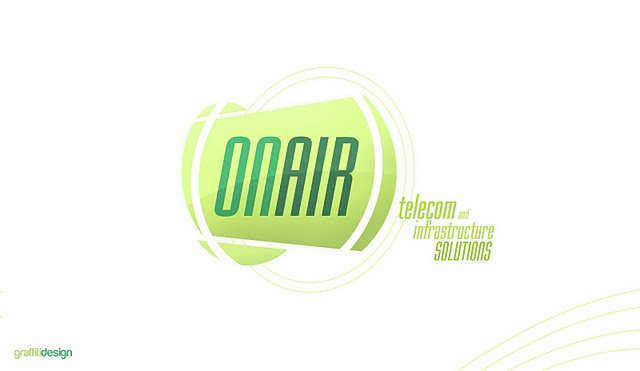 ONAIR
telecom and
infrastructure
SOLUTIONS
graffitidesign